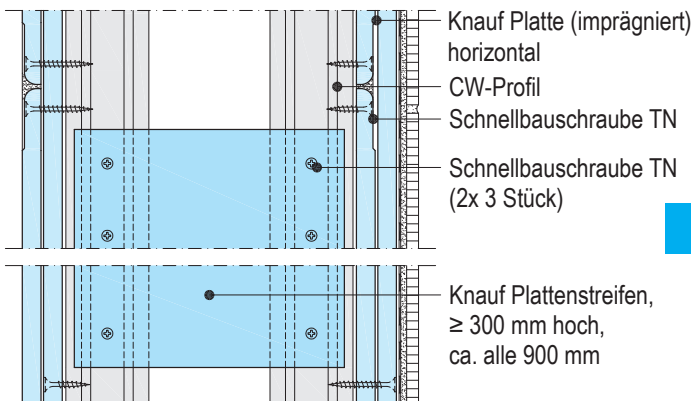 Knauf Platte (imprägniert)
horizontal
CW-Profil
Schnellbauschraube TN
Schnellbauschraube TN
(2x 3 Stück)
Knauf Plattenstreifen,
≥ 300 mm hoch,
ca. alle 900 mm